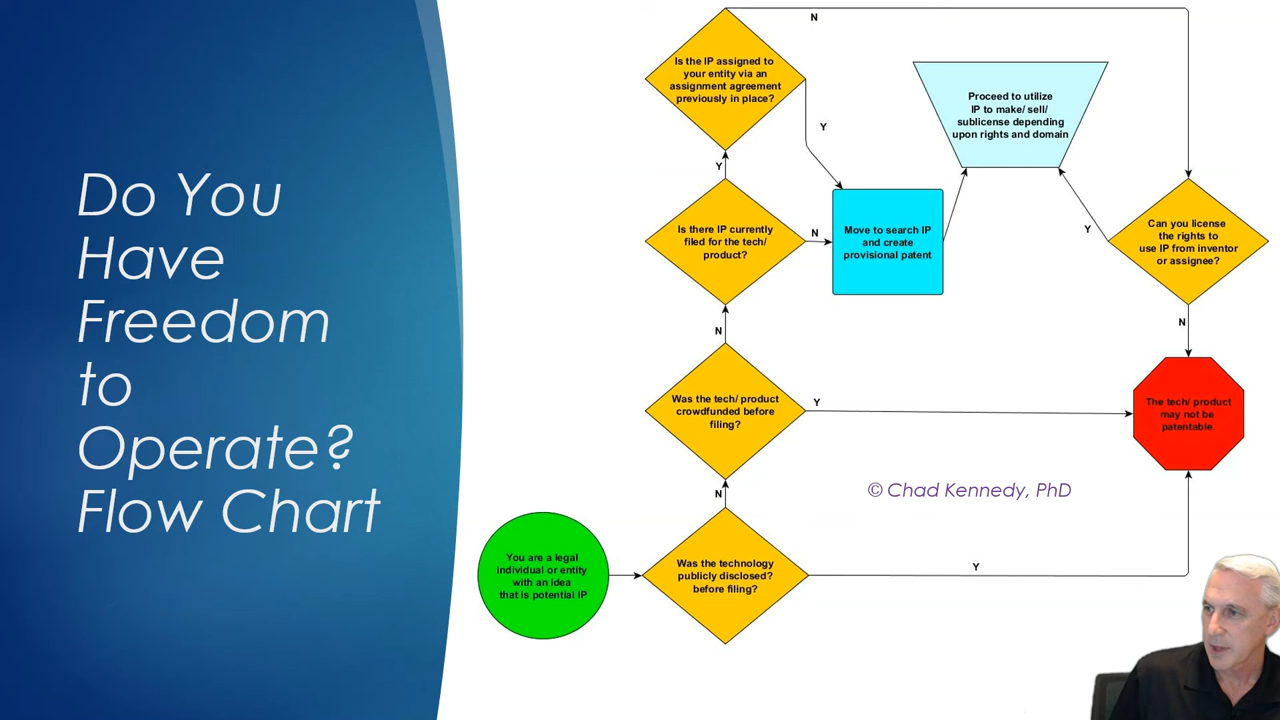 Do You
Have
Freedom
to
Operate?
Flow Chart
N
Is the IP assigned to
your entity via an
assignment agreement
previously in place?
Y
Y
Proceed to utilize
IP to make/ sell/
sublicense depending
upon rights and domain
Is there IP currently
filed for the tech/
product?
N
Move to search IP
and create
provisional patent
Y
Can you license
the rights to
use IP from inventor
or assignee?
N
N
Was the tech/ product
crowdfunded before
filing?
Y
The tech/ product
may not be
patentable.
© Chad Kennedy, PhD
N
You are a legal
individual or entity
with an idea
that is potential IP
Was the technology
publicly disclosed?
before filing?
Y